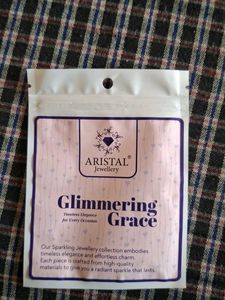 ARISTAL®
Jewellery
Glimmering
Timeless Elegance
for Every Occasion
Grace
Our Sparkling Jewellery collection embodies
timeless elegance and effortless charm.
Each piece is crafted from high-quality
materials to give you a radiant sparkle that lasts.